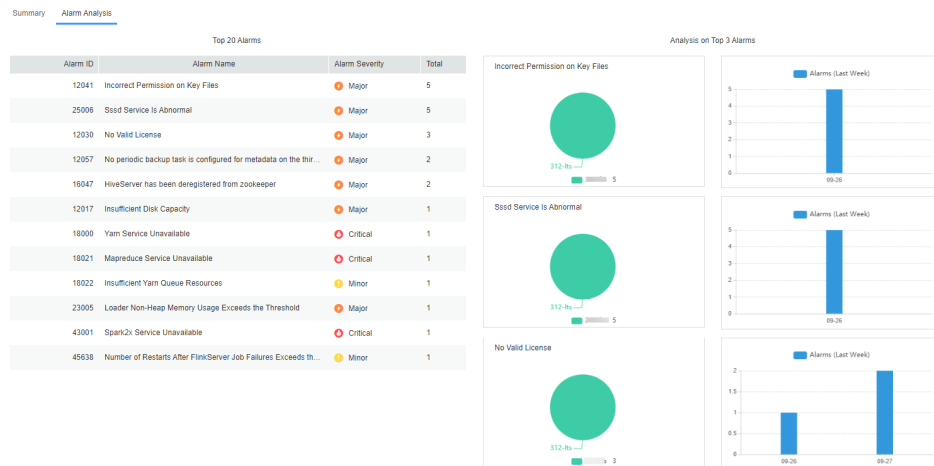 Summary Alarm Analysis
Top 20 Alarms
Alarm ID Alarm Name Alarm Severity Total
12041 Incorrect Permission on Key Files Major 5
25006 Sssd Service Is Abnormal Major 5
12030 No Valid License Major 3
12057 No periodic backup task is configured for metadata on the thir... Major 2
16047 HiveServer has been deregistered from zookeeper Major 2
12017 Insufficient Disk Capacity Major 1
18000 Yarn Service Unavailable Critical 1
18021 Mapreduce Service Unavailable Critical 1
18022 Insufficient Yarn Queue Resources Minor 1
23005 Loader Non-Heap Memory Usage Exceeds the Threshold Major 1
43001 Spark2x Service Unavailable Critical 1
45638 Number of Restarts After FlinkServer Job Failures Exceeds th... Minor 1
Analysis on Top 3 Alarms
Incorrect Permission on Key Files
312-lts
5
Alarms (Last Week)
5
4
3
2
1
0
09-26
Sssd Service Is Abnormal
312-lts
5
Alarms (Last Week)
5
4
3
2
1
0
09-26
No Valid License
312-lts
3
Alarms (Last Week)
2
1.5
1
0.5
0
09-26 09-27